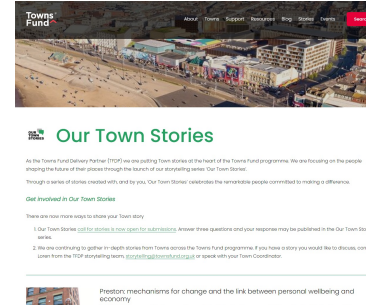 Towns
Fund
About Towns Support Resources Blog Stories Events Sear
OUR
TOWN
STORIES
Our Town Stories
As the Towns Fund Delivery Partner (TFDP) we are putting Town stories at the heart of the Towns Fund programme. We are focusing on the people
shaping the future of their places through the launch of our storytelling series 'Our Town Stories'.
Through a series of stories created with, and by you, 'Our Town Stories' celebrates the remarkable people committed to making a difference.
Get involved in Our Town Stories
There are now more ways to share your Town story
1. Our Town Stories call for stories is now open for submissions. Answer three questions and your response may be published in the Our Town Sto
series.
2. We are continuing to gather in-depth stories from Towns across the Towns Fund programme. If you have a story you would like to discuss, con
Loren from the TFDP storytelling team, storytelling@townsfund.org.uk or speak with your Town Coordinator.
Preston: mechanisms for change and the link between personal wellbeing and
economy